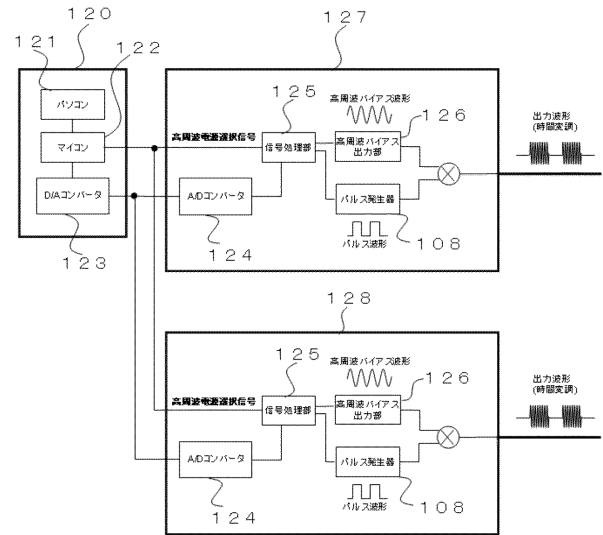 120
121
122
パソコン
マイコン
D/Aコンバータ
123
127
125
高周波バイアス波形
126
高周波電源選択信号
信号処理部
高周波バイアス
出力部
A/Dコンバータ
124
パルス発生器
108
パルス波形
出力波形
(時間変調)
128
125
高周波バイアス波形
126
高周波電源選択信号
信号処理部
高周波バイアス
出力部
A/Dコンバータ
124
パルス発生器
108
パルス波形
出力波形
(時間変調)